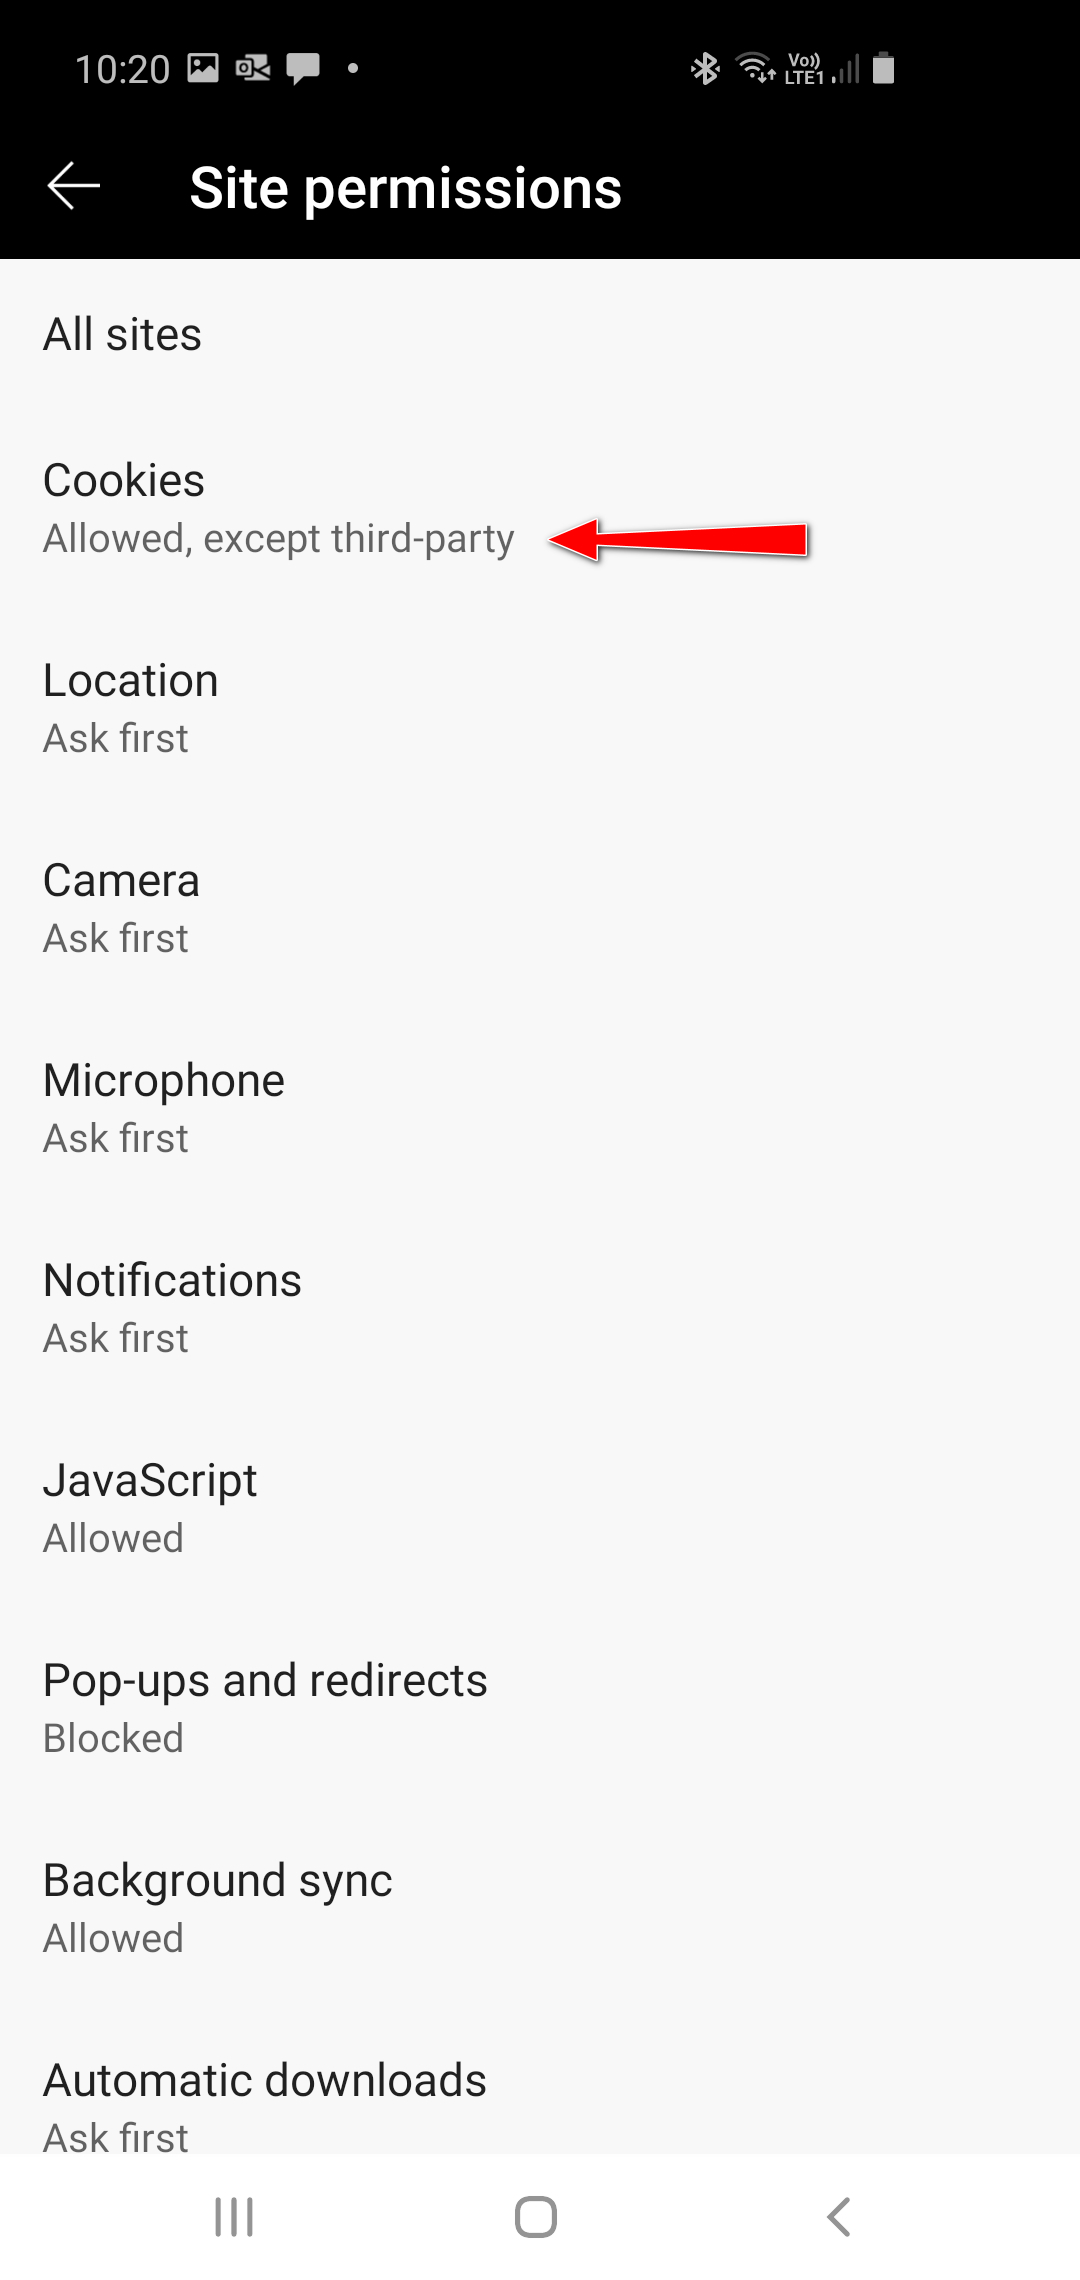 10:20
Vo))
LTE1
Site permissions
All sites
Cookies
Allowed, except third-party
Location
Ask first
Camera
Ask first
Microphone
Ask first
Notifications
Ask first
JavaScript
Allowed
Pop-ups and redirects
Blocked
Background sync
Allowed
Automatic downloads
Ask first